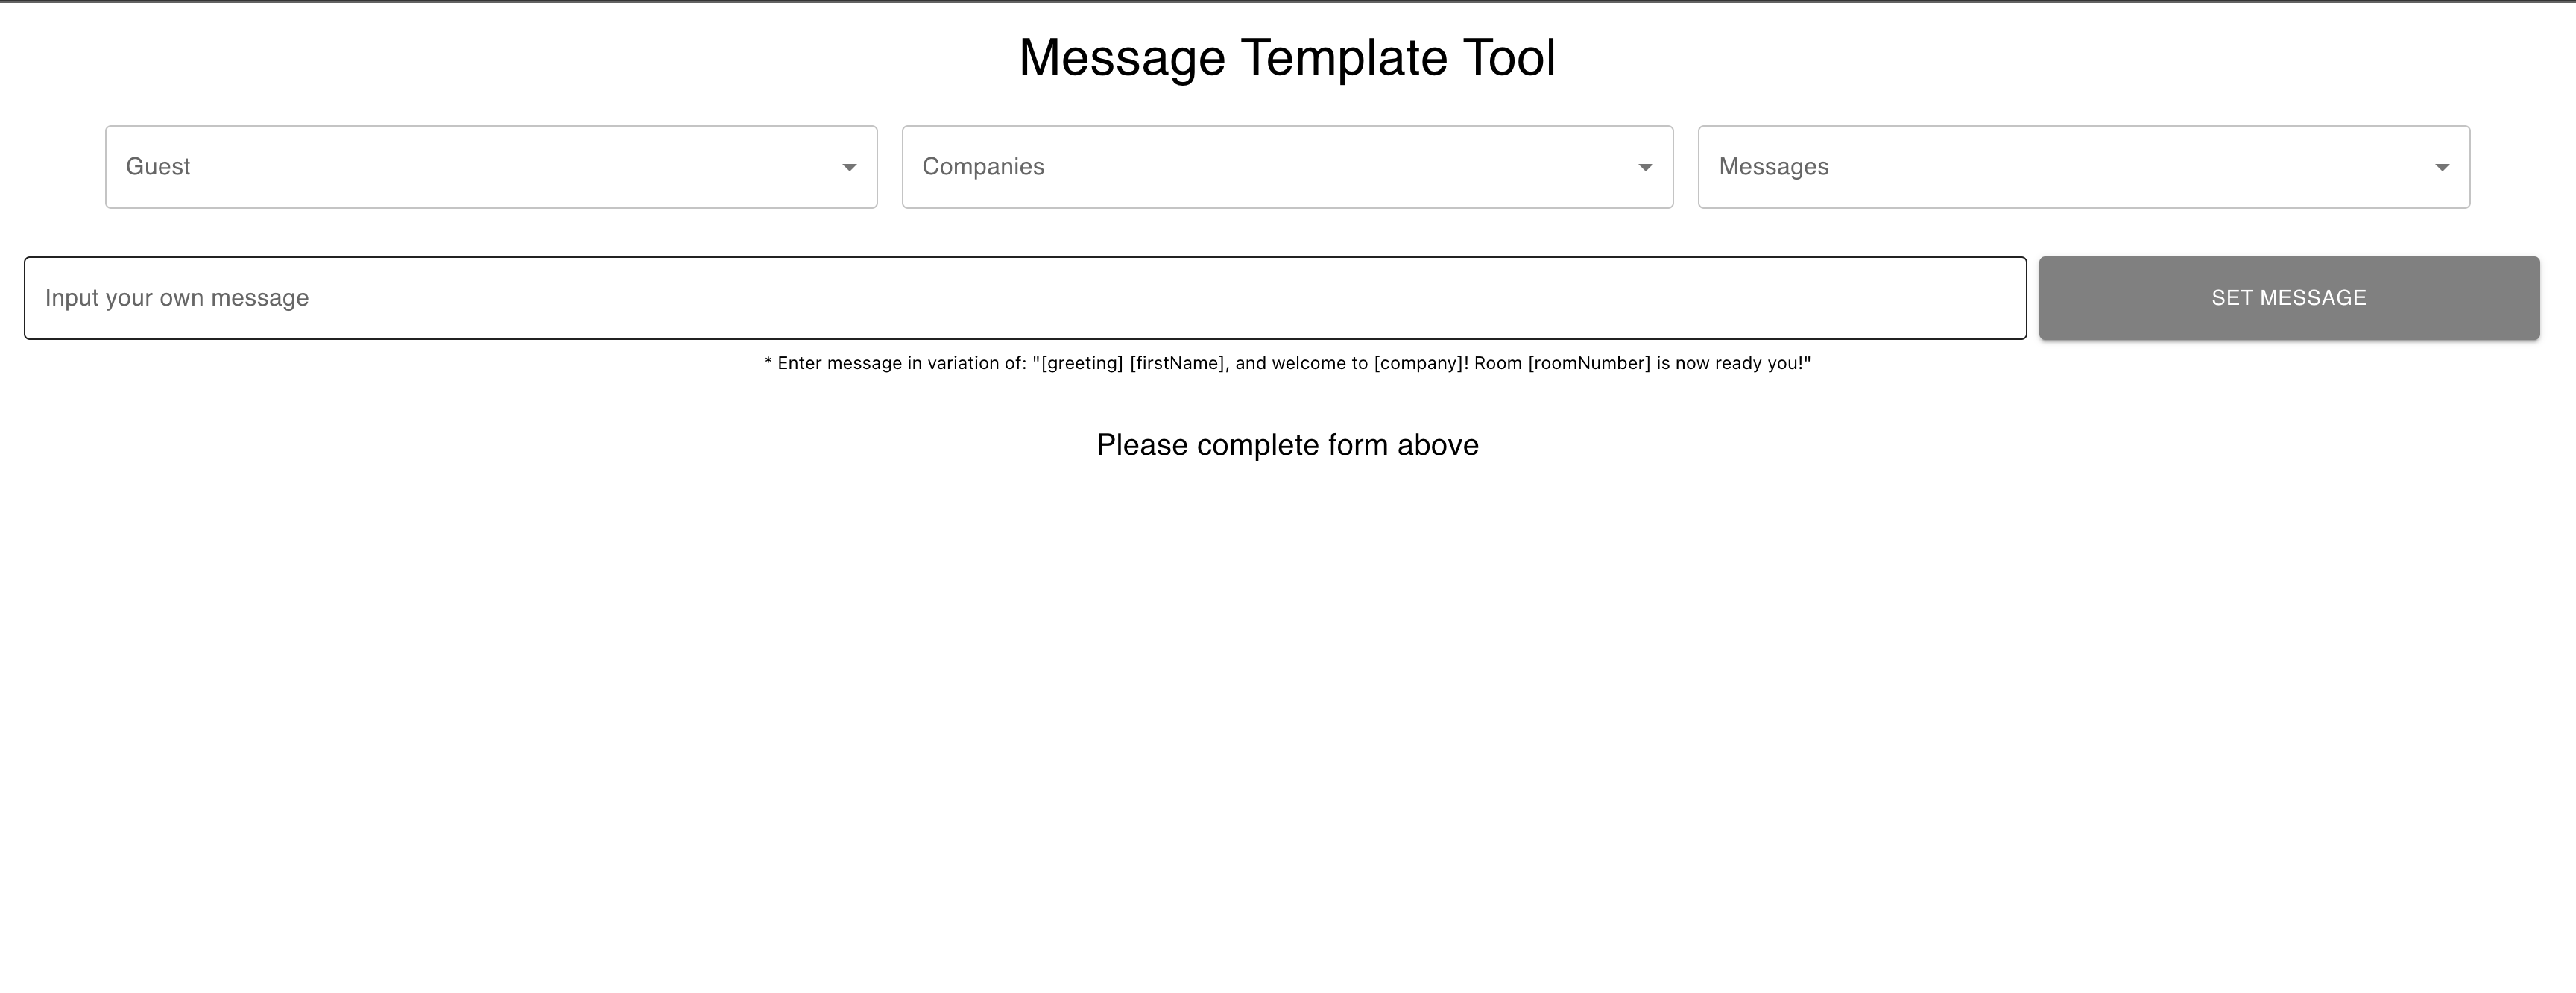 Message Template Tool
Guest
Companies
Messages
Input your own message
SET MESSAGE
* Enter message in variation of: "[greeting] [firstName], and welcome to [company]! Room [roomNumber] is now ready you!"
Please complete form above